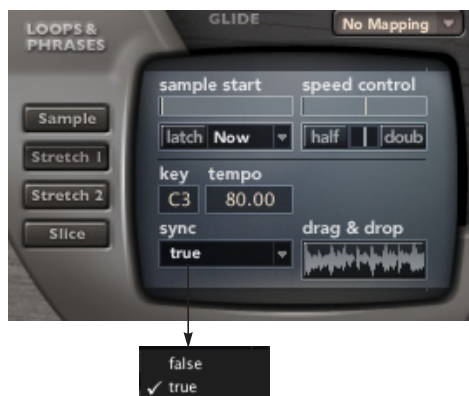 LOOPS &
PHRASES
GLIDE
No Mapping
sample start
speed control
Sample
latch Now
half
doub
Stretch 1
key tempo
C3
80.00
Stretch 2
sync
drag & drop
Slice
true
false
✓ true